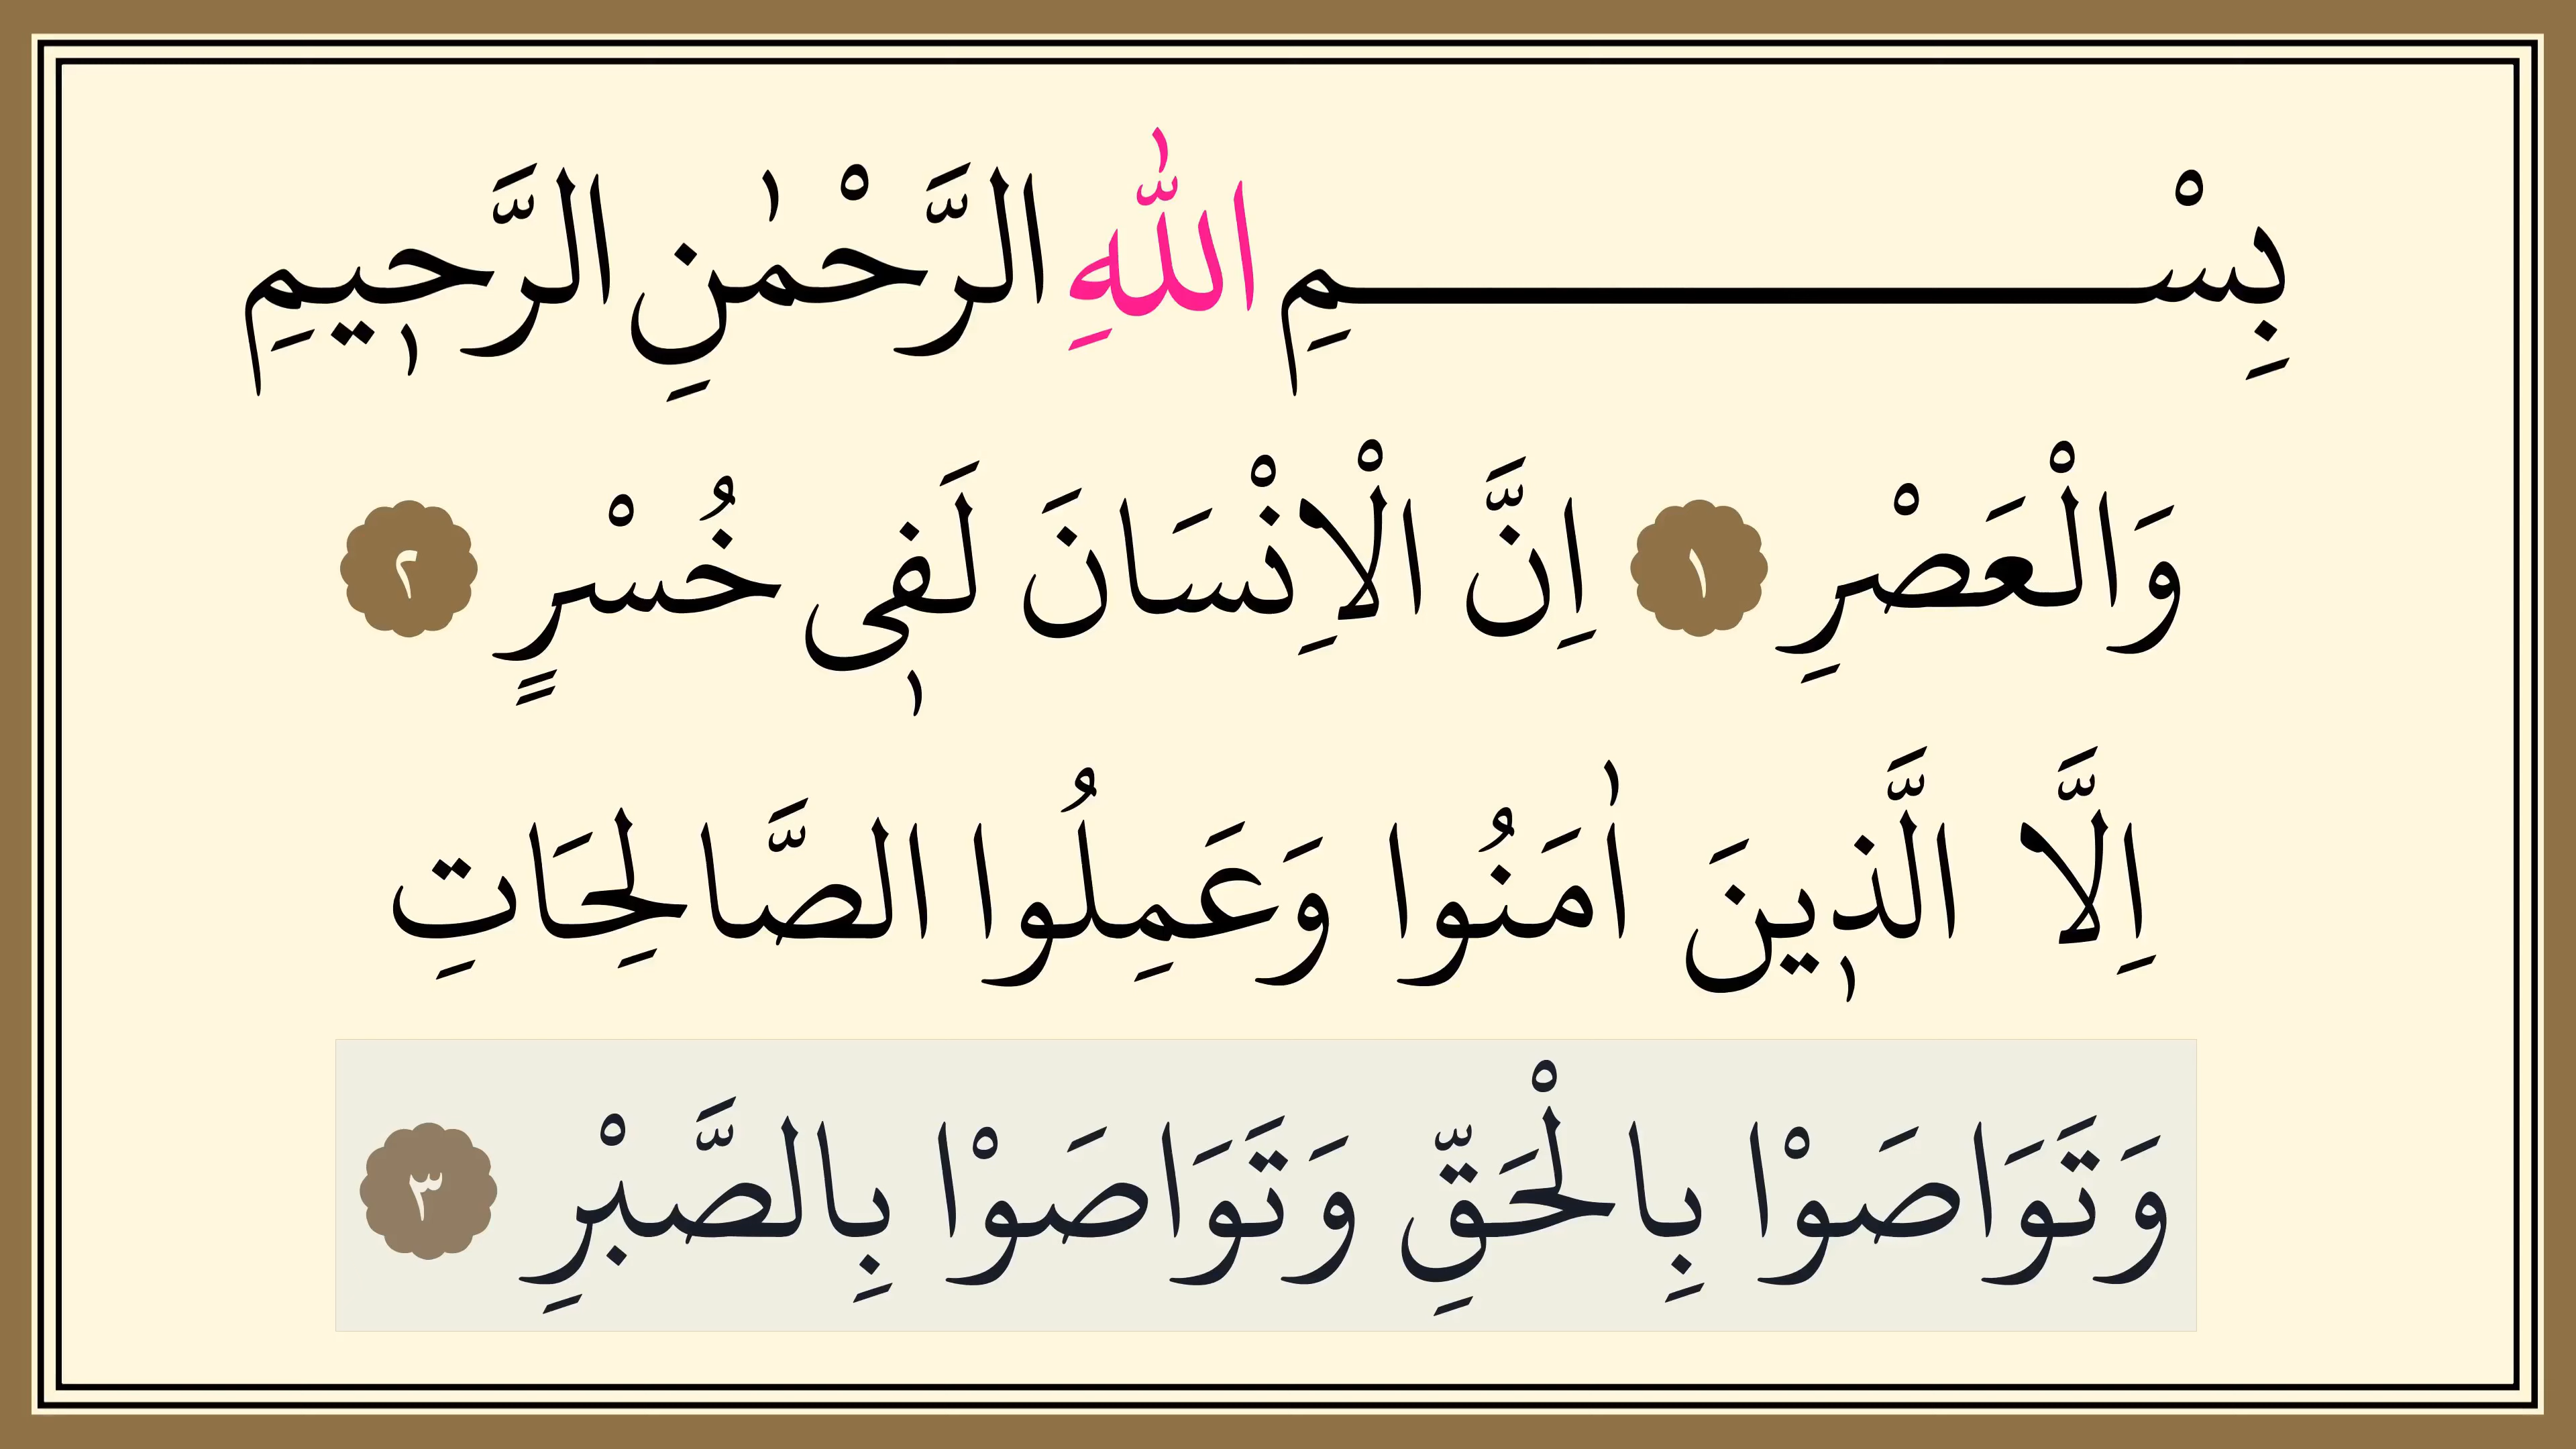 بِسْمِ اللّٰهِ الرَّحْمٰنِ الرَّحٖيمِ
وَالْعَصْرِ ١ اِنَّ الْاِنْسَانَ لَفٖى خُسْرٍ ٢
اِلَّا الَّذٖينَ اٰمَنُوا وَعَمِلُوا الصَّالِحَاتِ
وَتَوَاصَوْا بِالْحَقِّ وَتَوَاصَوْا بِالصَّبْرِ ٣